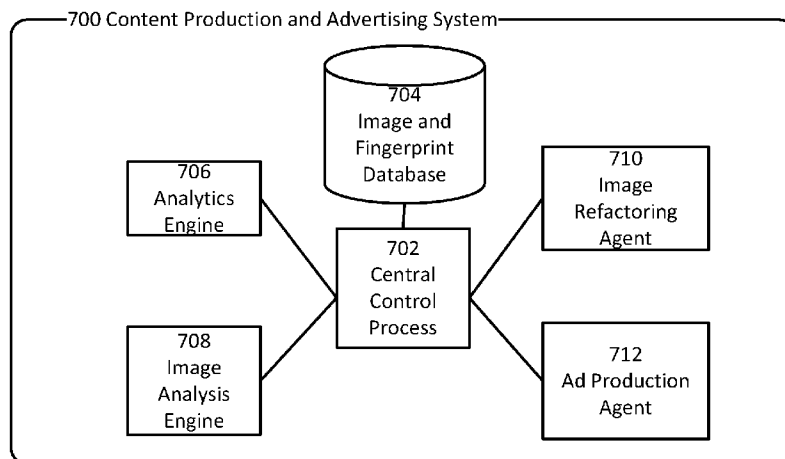 700 Content Production and Advertising System
704
Image and
Fingerprint
Database
706
Analytics
Engine
710
Image
Refactoring
Agent
702
Central
Control
Process
708
Image
Analysis
Engine
712
Ad Production
Agent